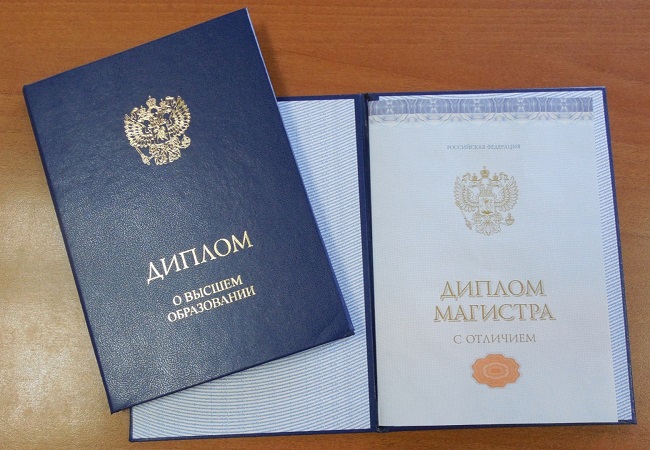 ДИПЛОМ
О ВЫСШЕМ
ОБРАЗОВАНИИ
РОССИЙСКАЯ ФЕДЕРАЦИЯ
ДИПЛОМ
МАГИСТРА
С ОТЛИЧИЕМ